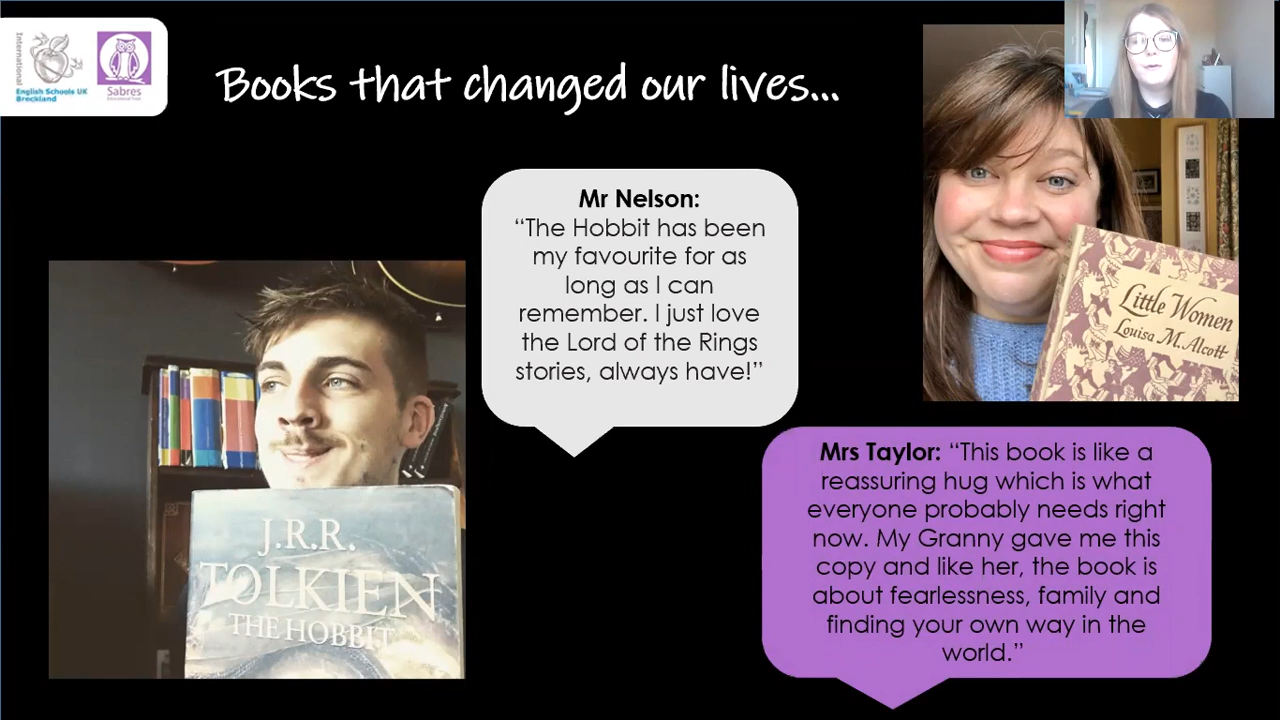 International
English Schools UK
Breckland
Sabres
Educational Trust
Books that changed our lives...
Mr Nelson:
“The Hobbit has been
my favourite for as
long as I can
remember. I just love
the Lord of the Rings
stories, always have!”
J.R.R.
TOLKIEN
THE HOBBIT
Little Women
Louisa M. Alcott
Mrs Taylor: “This book is like a
reassuring hug which is what
everyone probably needs right
now. My Granny gave me this
copy and like her, the book is
about fearlessness, family and
finding your own way in the
world.”